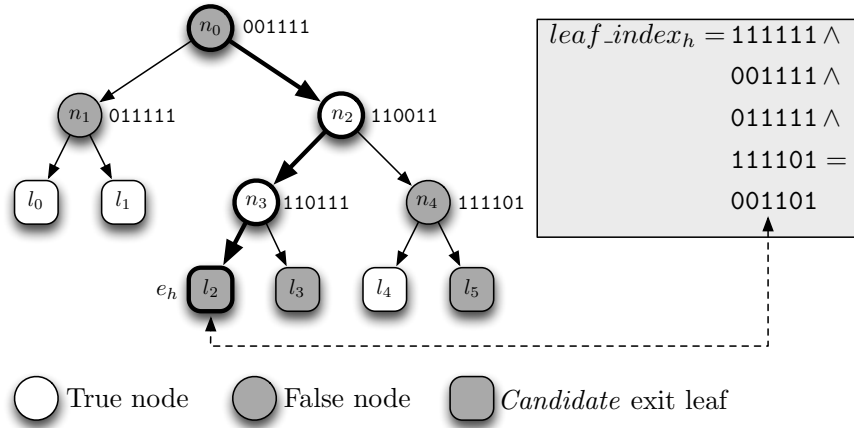 n₀ 001111
n₁ 011111
n₂ 110011
l₀
l₁
n₃ 110111
n₄ 111101
e_h l₂
l₃
l₄
l₅
leaf_index_h = 111111 ∧
001111 ∧
011111 ∧
111101 =
001101
True node
False node
Candidate exit leaf